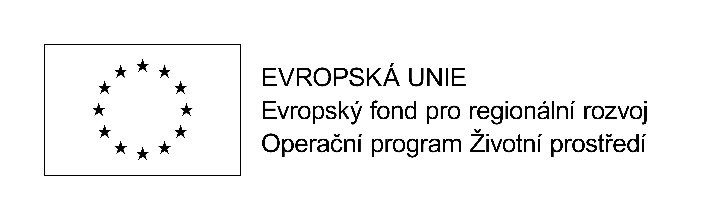 EVROPSKÁ UNIE
Evropský fond pro regionální rozvoj
Operační program Životní prostředí